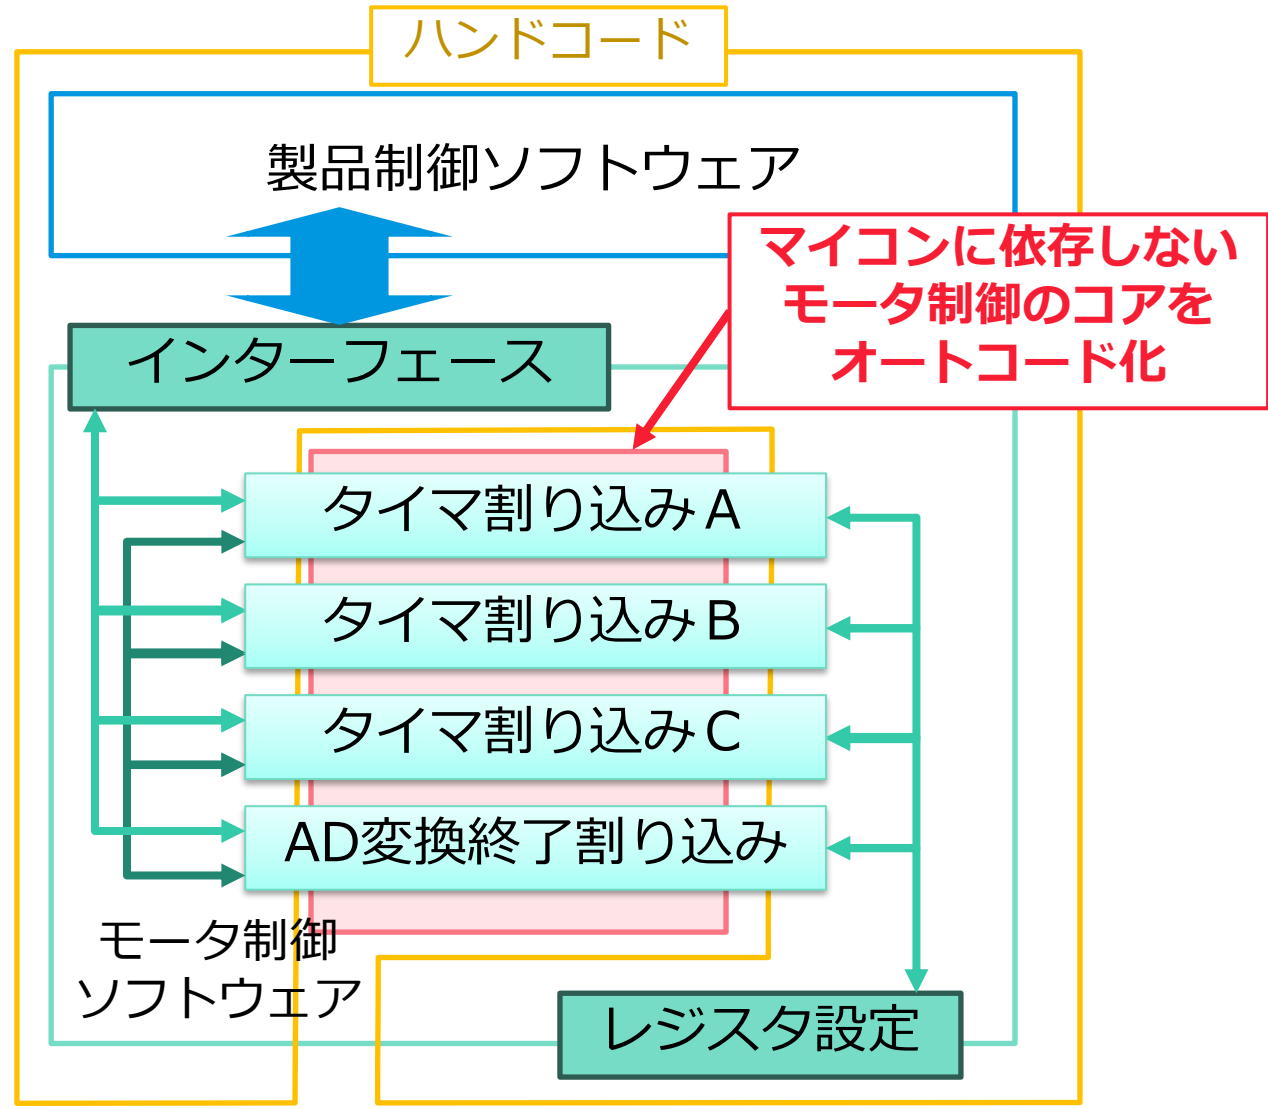 ハンドコード
製品制御ソフトウェア
マイコンに依存しない
モータ制御のコアを
オートコード化
インターフェース
タイマ割り込みA
タイマ割り込みB
タイマ割り込みC
AD変換終了割り込み
モータ制御
ソフトウェア
レジスタ設定